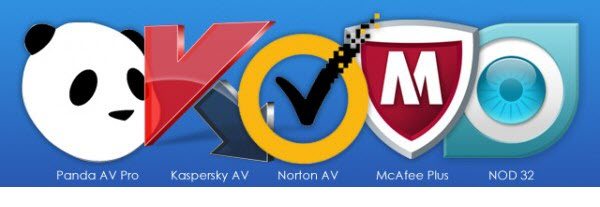 Panda AV Pro Kaspersky AV Norton AV McAfee Plus NOD 32